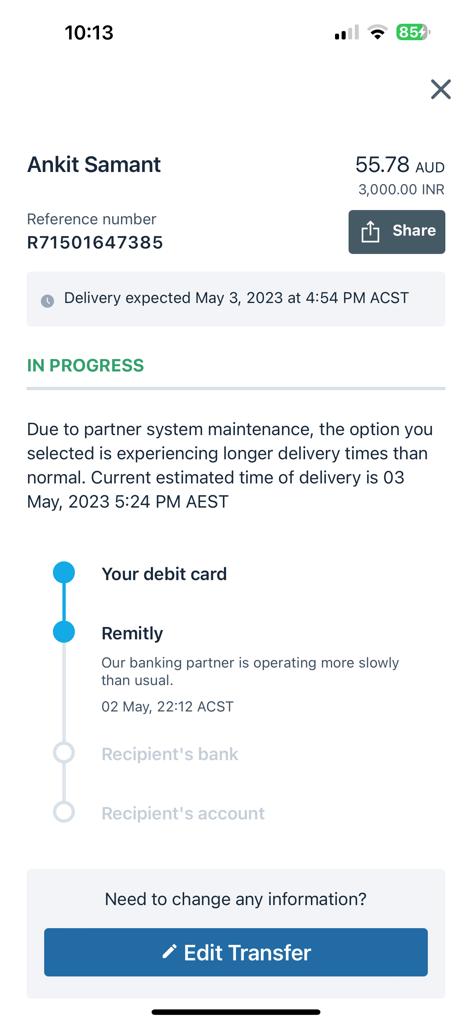 10:13
85
Ankit Samant
55.78 AUD
3,000.00 INR
Reference number
R71501647385
Share
Delivery expected May 3, 2023 at 4:54 PM ACST
IN PROGRESS
Due to partner system maintenance, the option you
selected is experiencing longer delivery times than
normal. Current estimated time of delivery is 03
May, 2023 5:24 PM AEST
Your debit card
Remitly
Our banking partner is operating more slowly
than usual.
02 May, 22:12 ACST
Recipient's bank
Recipient's account
Need to change any information?
Edit Transfer